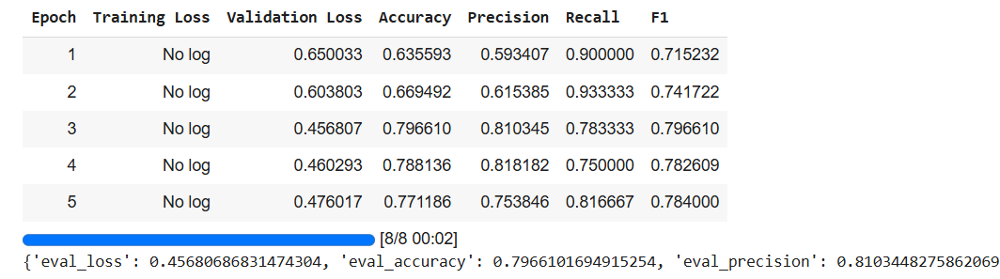 Epoch Training Loss Validation Loss Accuracy Precision Recall F1
1 No log 0.650033 0.635593 0.593407 0.900000 0.715232
2 No log 0.603803 0.669492 0.615385 0.933333 0.741722
3 No log 0.456807 0.796610 0.810345 0.783333 0.796610
4 No log 0.460293 0.788136 0.818182 0.750000 0.782609
5 No log 0.476017 0.771186 0.753846 0.816667 0.784000
[8/8 00:02]
{'eval_loss': 0.45680686831474304, 'eval_accuracy': 0.7966101694915254, 'eval_precision': 0.8103448275862069